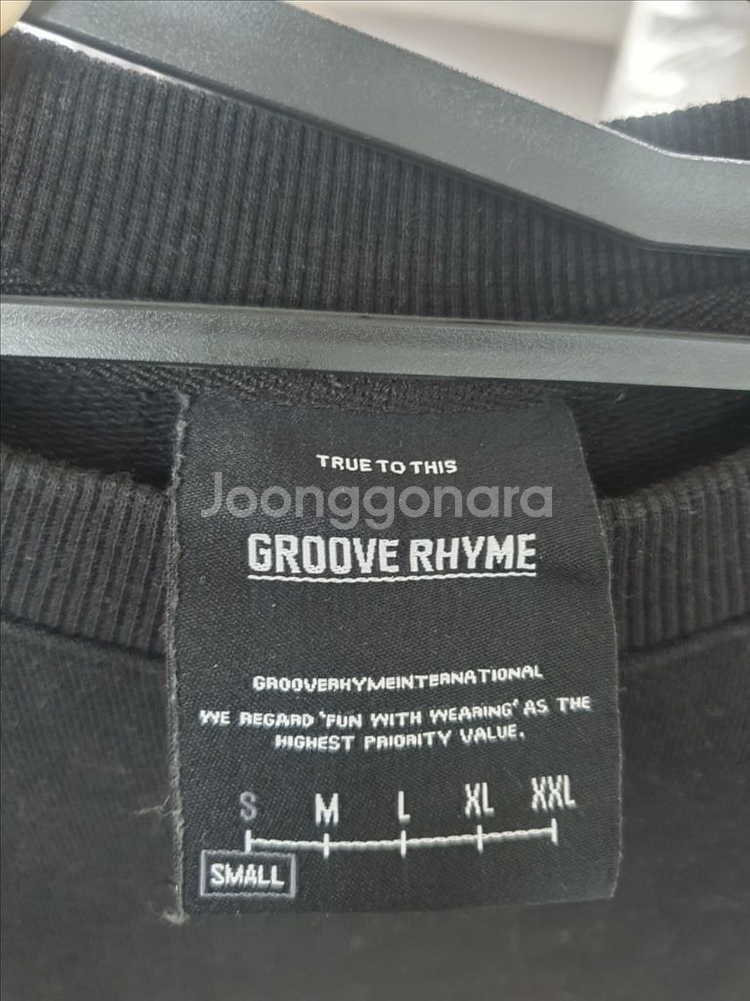 TRUE TO THIS
Joonggonara
GROOVE RHYME
GROOVERHYMEINTERNATIONAL
WE REGARD 'FUN WITH WEARING' AS THE
HIGHEST PRIORITY VALUE.
S M L XL XXL
SMALL